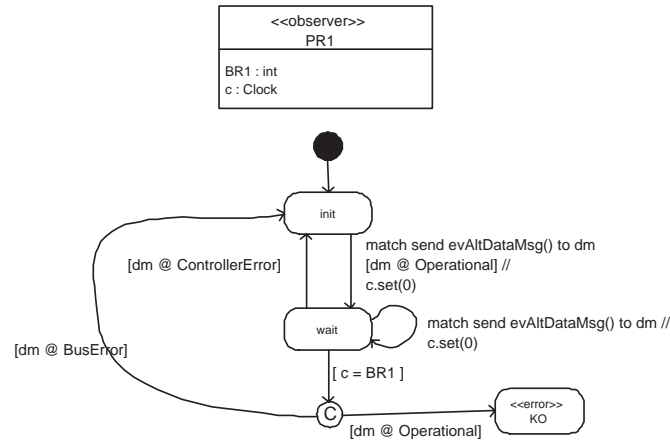 <<observer>>
PR1
BR1 : int
c : Clock
init
match send evAltDataMsg() to dm
[dm @ Operational] //
c.set(0)
[dm @ ControllerError]
wait
match send evAltDataMsg() to dm //
c.set(0)
[dm @ BusError]
[ c = BR1 ]
C
<<error>>
KO
[dm @ Operational]